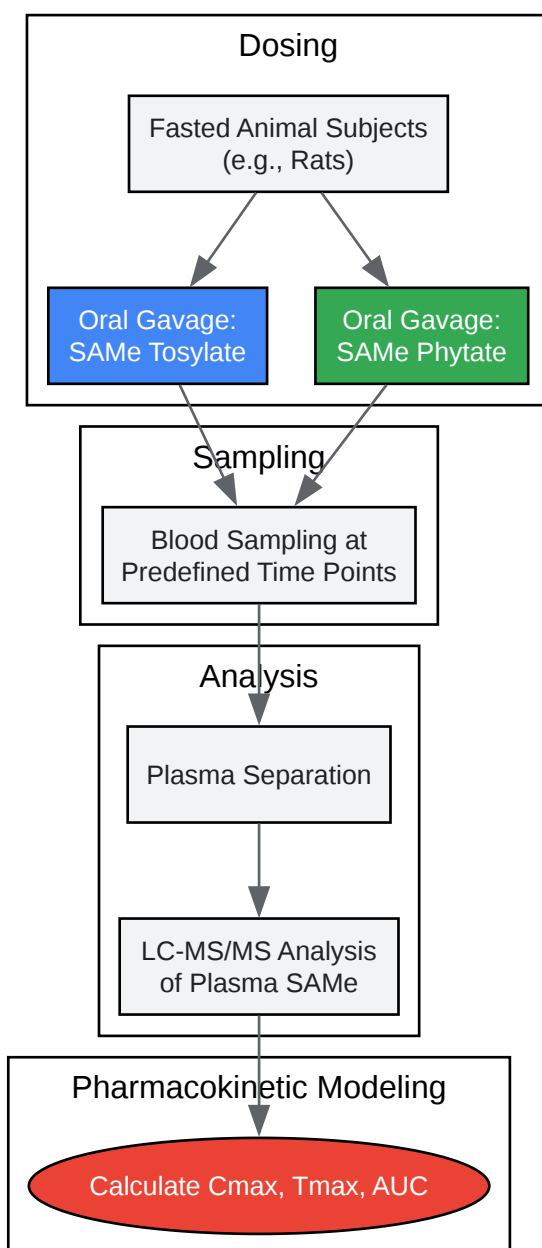 Dosing
Fasted Animal Subjects
(e.g., Rats)
Oral Gavage:
SAMe Tosylate
Oral Gavage:
SAMe Phytate
Sampling
Blood Sampling at
Predefined Time Points
Analysis
Plasma Separation
LC-MS/MS Analysis
of Plasma SAMe
Pharmacokinetic Modeling
Calculate Cmax, Tmax, AUC